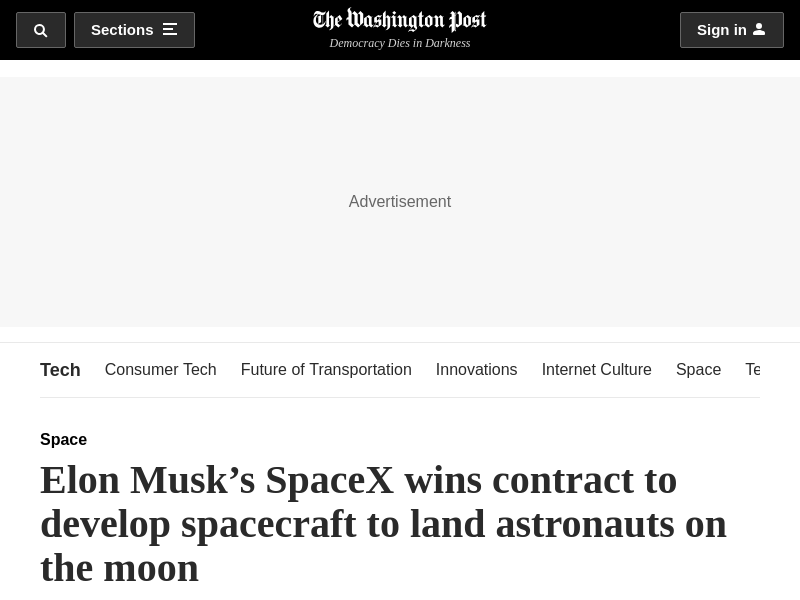 Sections
The Washington Post
Democracy Dies in Darkness
Sign in
Advertisement
Tech Consumer Tech Future of Transportation Innovations Internet Culture Space Te
Space
Elon Musk’s SpaceX wins contract to
develop spacecraft to land astronauts on
the moon